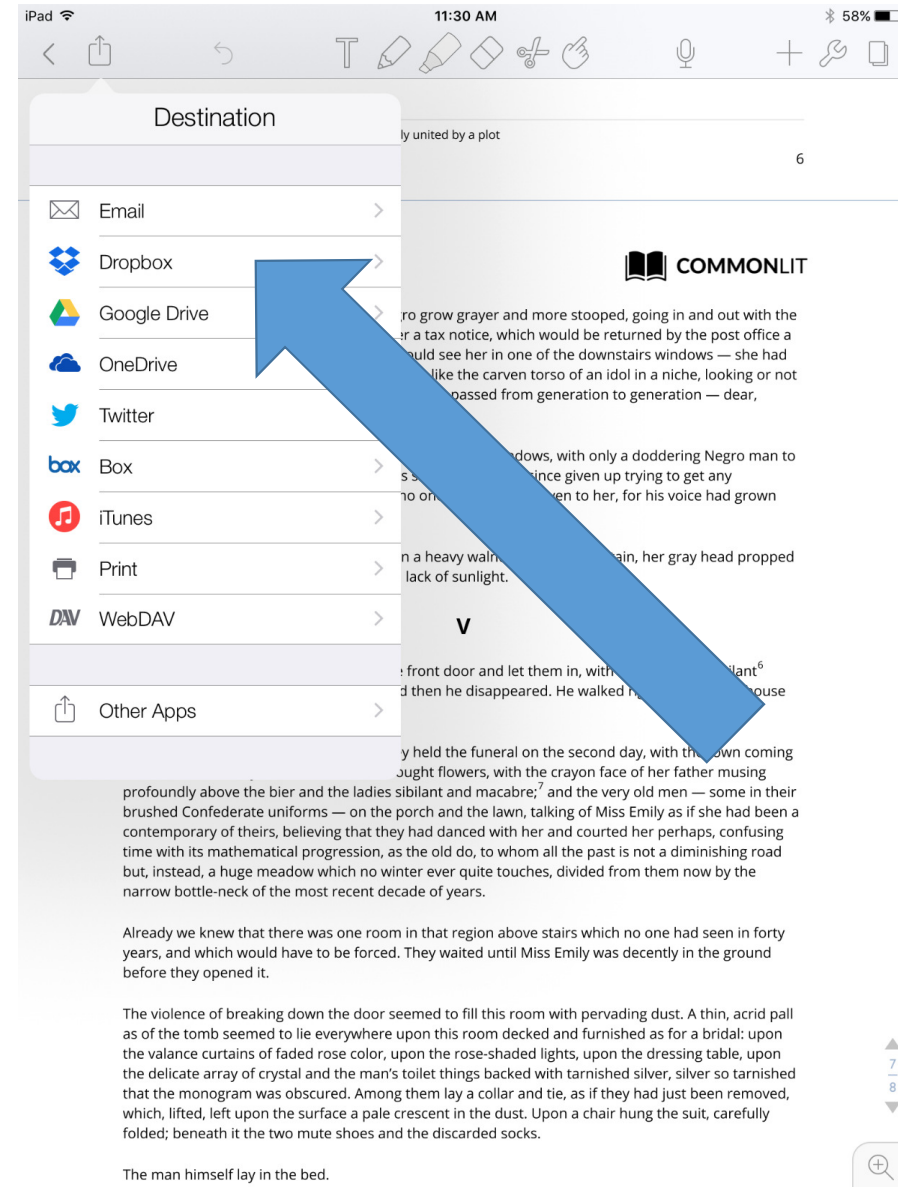 iPad 11:30 AM 58%
T
Destination
Email
Dropbox
Google Drive
OneDrive
Twitter
box Box
iTunes
Print
DAV WebDAV
Other Apps
ly united by a plot
6
COMMONLIT
ro grow grayer and more stooped, going in and out with the
er a tax notice, which would be returned by the post office a
ould see her in one of the downstairs windows — she had
like the carven torso of an idol in a niche, looking or not
passed from generation to generation — dear,
dows, with only a doddering Negro man to
s since given up trying to get any
no on en to her, for his voice had grown
n a heavy waln ain, her gray head propped
lack of sunlight.
V
e front door and let them in, with ilant6
d then he disappeared. He walked ouse
y held the funeral on the second day, with the own coming
ought flowers, with the crayon face of her father musing
profoundly above the bier and the ladies sibilant and macabre;7 and the very old men — some in their
brushed Confederate uniforms — on the porch and the lawn, talking of Miss Emily as if she had been a
contemporary of theirs, believing that they had danced with her and courted her perhaps, confusing
time with its mathematical progression, as the old do, to whom all the past is not a diminishing road
but, instead, a huge meadow which no winter ever quite touches, divided from them now by the
narrow bottle-neck of the most recent decade of years.
Already we knew that there was one room in that region above stairs which no one had seen in forty
years, and which would have to be forced. They waited until Miss Emily was decently in the ground
before they opened it.
The violence of breaking down the door seemed to fill this room with pervading dust. A thin, acrid pall
as of the tomb seemed to lie everywhere upon this room decked and furnished as for a bridal: upon
the valance curtains of faded rose color, upon the rose-shaded lights, upon the dressing table, upon
the delicate array of crystal and the man's toilet things backed with tarnished silver, silver so tarnished
that the monogram was obscured. Among them lay a collar and tie, as if they had just been removed,
which, lifted, left upon the surface a pale crescent in the dust. Upon a chair hung the suit, carefully
folded; beneath it the two mute shoes and the discarded socks.
The man himself lay in the bed.
7
8